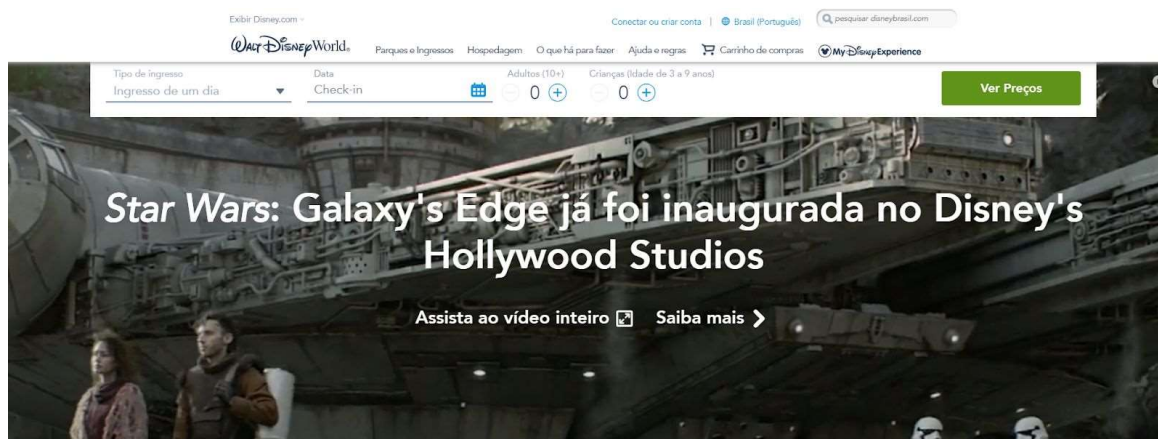 Exibir Disney.com
Conectar ou criar conta | Brasil (Português) pesquisar disneybrasil.com
Walt Disney World. Parques e Ingressos Hospedagem O que há para fazer Ajuda e regras Carrinho de compras My Disney Experience
Tipo de ingresso Data Adultos (10+) Crianças (Idade de 3 a 9 anos)
Ingresso de um dia Check-in 0 0 Ver Preços
Star Wars: Galaxy's Edge já foi inaugurada no Disney's
Hollywood Studios
Assista ao vídeo inteiro Saiba mais